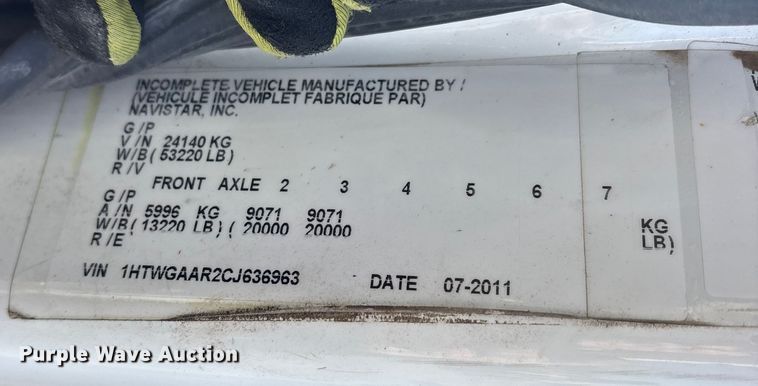 INCOMPLETE VEHICLE MANUFACTURED BY /
(VEHICULE INCOMPLET FABRIQUE PAR)
NAVISTAR, INC.
G /P
V /N 24140 KG
W/B( 53220 LB)
R /V
FRONT AXLE 2 3 4 5 6 7
G /P
A /N 5996 KG 9071 9071 KG
W/B( 13220 LB) ( 20000 20000 LB)
R /E
VIN 1HTWGAAR2CJ636963 DATE 07-2011
Purple Wave Auction